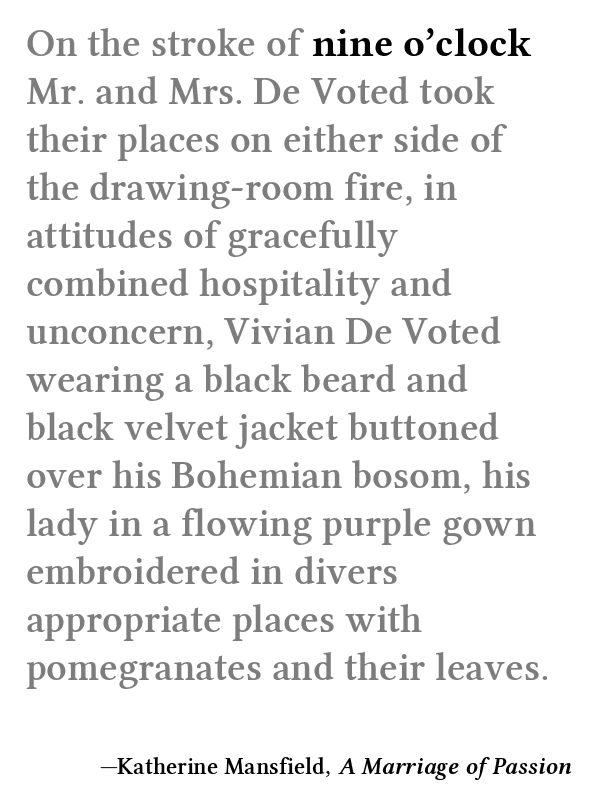 On the stroke of nine o’clock
Mr. and Mrs. De Voted took
their places on either side of
the drawing-room fire, in
attitudes of gracefully
combined hospitality and
unconcern, Vivian De Voted
wearing a black beard and
black velvet jacket buttoned
over his Bohemian bosom, his
lady in a flowing purple gown
embroidered in divers
appropriate places with
pomegranates and their leaves.
—Katherine Mansfield, A Marriage of Passion